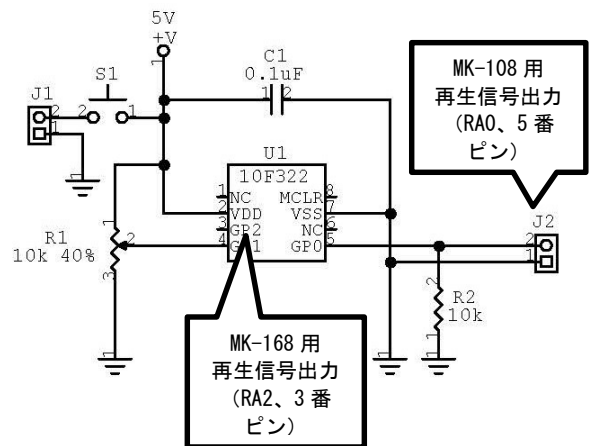 5V
+V
1
C1
0.1uF
1 2
S1
J1
2
1
2 1
MK-108 用
再生信号出力
(RA0、5 番
ピン)
U1
10F322
1 NC MCLR 8
2 VDD VSS 7
3 GP2 NC 6
4 GP1 GP0 5
R1
10k 40%
1
2
3
J2
2
1
R2
10k
2
1
1
1
1
1
MK-168 用
再生信号出力
(RA2、3 番
ピン)